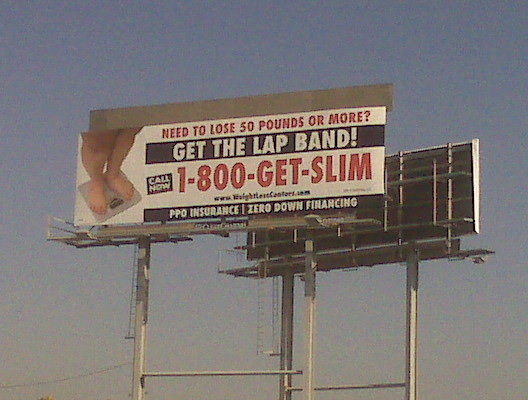 NEED TO LOSE 50 POUNDS OR MORE?
GET THE LAP BAND!
CALL NOW
1-800-GET-SLIM
www.WeightLossCenters.com
PPO INSURANCE | ZERO DOWN FINANCING